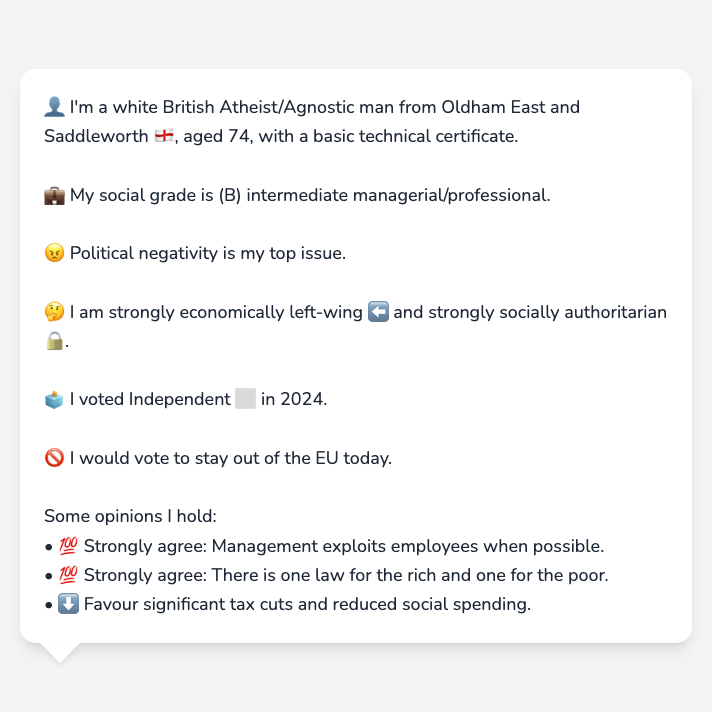 👤 I'm a white British Atheist/Agnostic man from Oldham East and
Saddleworth 🏴󠁧󠁢󠁥󠁮󠁧󠁿, aged 74, with a basic technical certificate.
💼 My social grade is (B) intermediate managerial/professional.
😠 Political negativity is my top issue.
🤔 I am strongly economically left-wing ⬅️ and strongly socially authoritarian
🔒.
🗳️ I voted Independent ⬜ in 2024.
🚫 I would vote to stay out of the EU today.
Some opinions I hold:
• 💯 Strongly agree: Management exploits employees when possible.
• 💯 Strongly agree: There is one law for the rich and one for the poor.
• ⬇️ Favour significant tax cuts and reduced social spending.